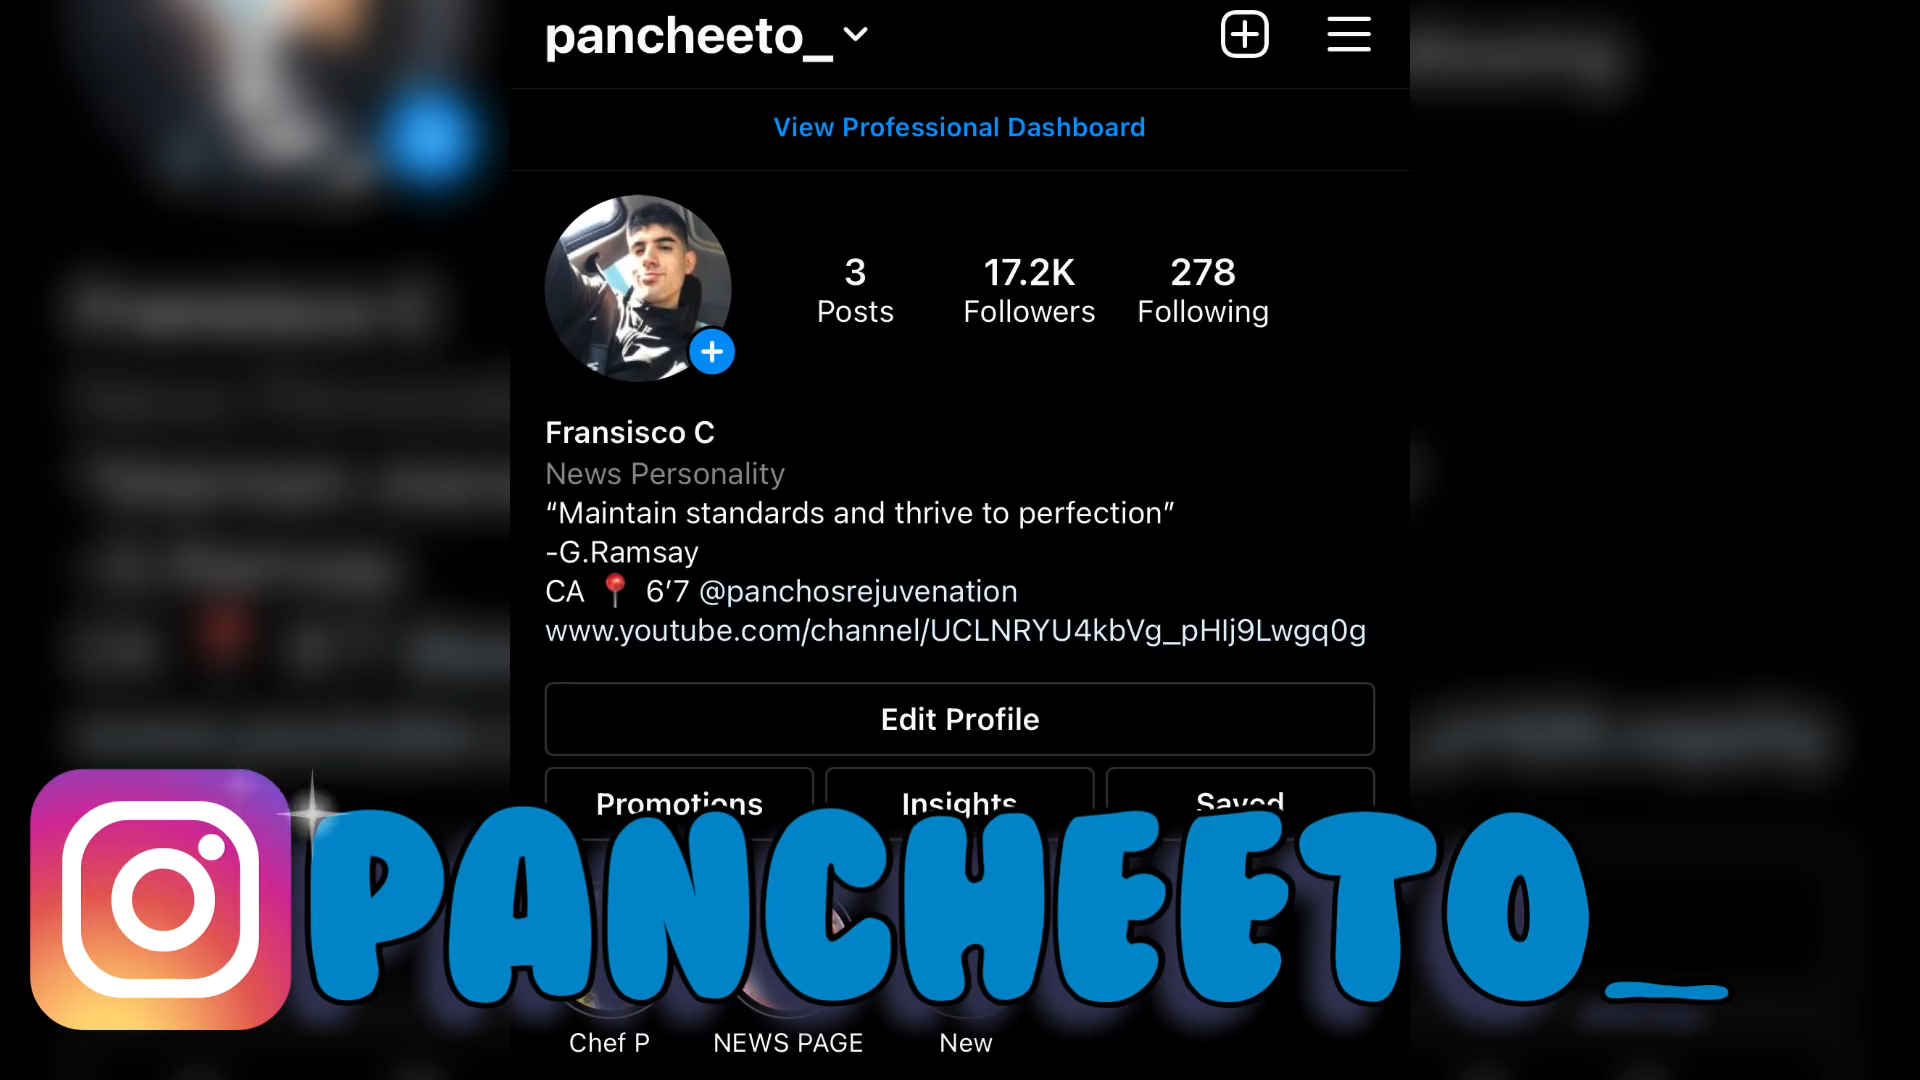 pancheeto_
View Professional Dashboard
3
Posts
17.2K
Followers
278
Following
Fransisco C
News Personality
“Maintain standards and thrive to perfection”
-G.Ramsay
CA 📍 6’7 @panchosrejuvenation
www.youtube.com/channel/UCLNRYU4kbVg_pHIj9Lwgq0g
Edit Profile
Promotions
Insights
Saved
PANCHEETO_
Chef P
NEWS PAGE
New